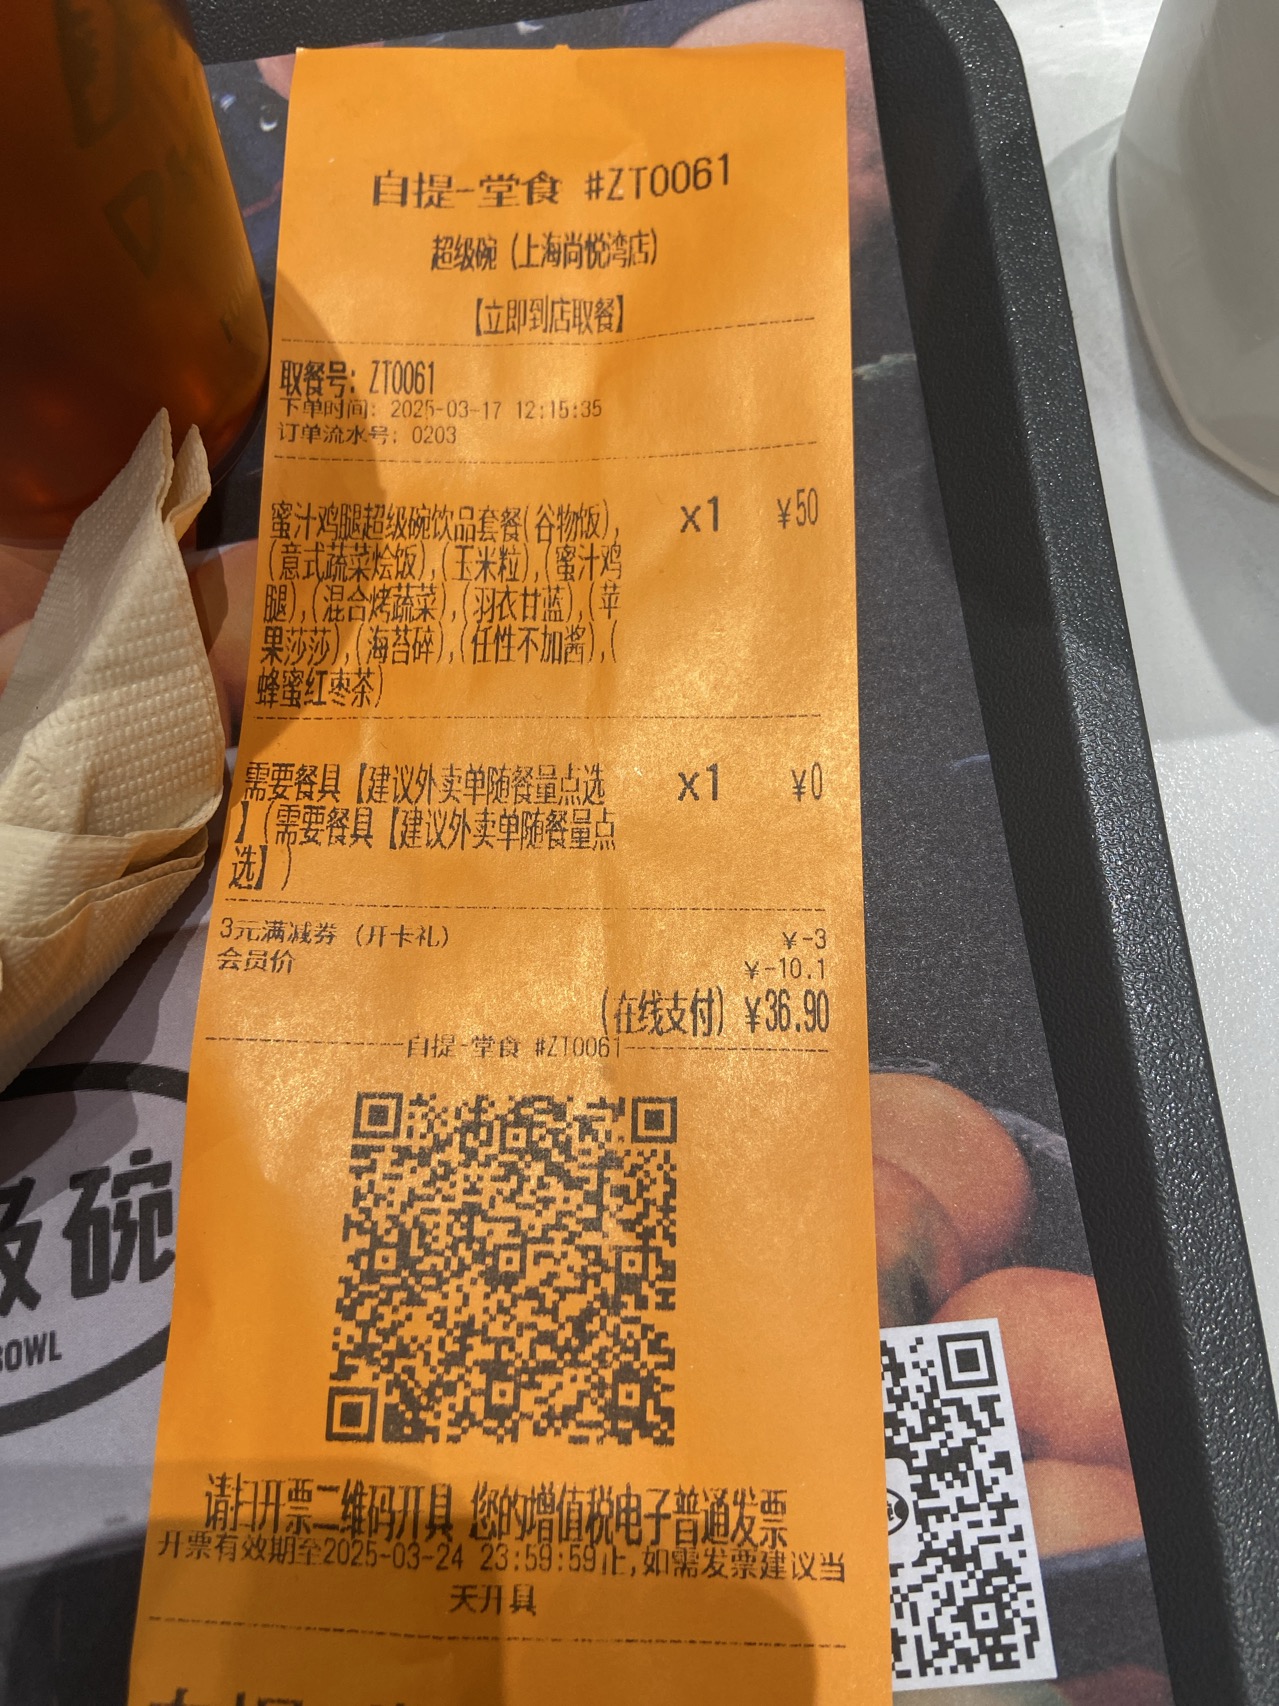 自提-堂食 #ZT0061
超级碗（上海尚悦湾店）
【立即到店取餐】
取餐号: ZT0061
下单时间: 2025-03-17 12:15:35
订单流水号: 0203
蜜汁鸡腿超级碗饮品套餐(谷物饭), x1 ¥50
(意式蔬菜烩饭),(玉米粒),(蜜汁鸡
腿),(混合烤蔬菜),(羽衣甘蓝),(苹
果莎莎),(海苔碎),(任性不加酱),(
蜂蜜红枣茶)
需要餐具【建议外卖单随餐量点选 x1 ¥0
】(需要餐具【建议外卖单随餐量点
选】)
3元满减券（开卡礼） ¥-3
会员价 ¥-10.1
(在线支付) ¥36.90
自提-堂食 #ZT0061
请扫开票二维码开具 您的增值税电子普通发票
开票有效期至2025-03-24 23:59:59止,如需发票建议当
天开具
级碗
BOWL